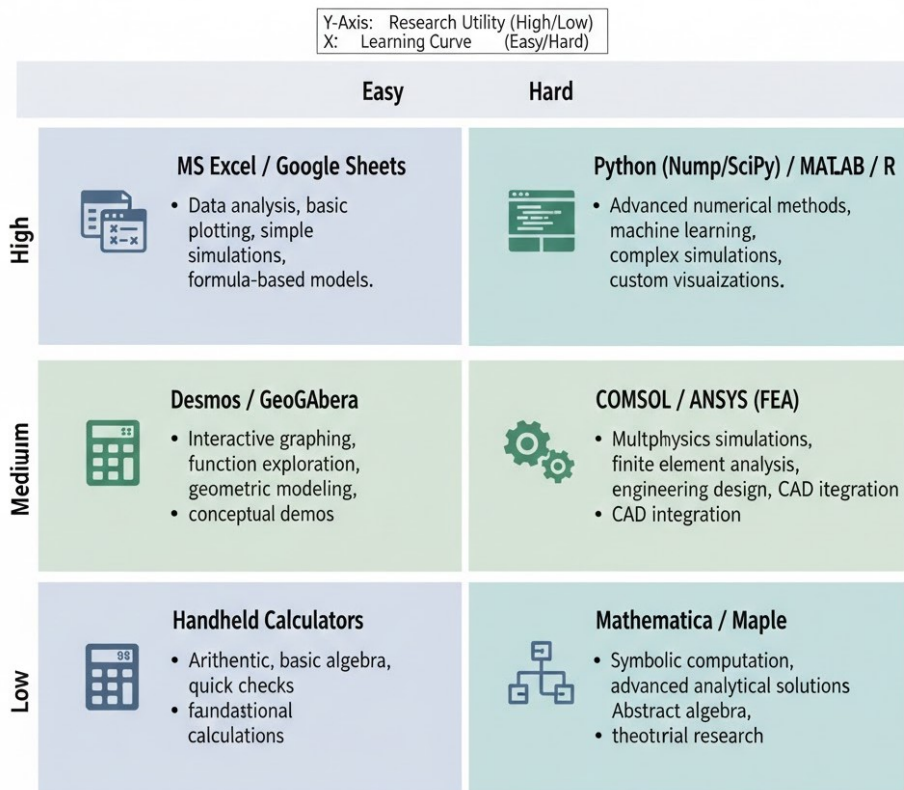 Y-Axis: Research Utility (High/Low)
X: Learning Curve (Easy/Hard)
Easy Hard
High
MS Excel / Google Sheets
• Data analysis, basic
plotting, simple
simulations,
formula-based models.
Python (Nump/SciPy) / MATLAB / R
• Advanced numerical methods,
machine learning,
complex simulations,
custom visuaizations.
Medium
Desmos / GeoGAbera
• Interactive graphing,
function exploration,
geometric modeling,
• conceptual demos
COMSOL / ANSYS (FEA)
• Multphysics simulations,
finite element analysis,
engineering design, CAD itegration
• CAD integration
Low
Handheld Calculators
• Arithentic, basic algebra,
quick checks
• faundastional
calculations
Mathematica / Maple
• Symbolic computation,
advanced analytical solutions
Abstract algebra,
• theotırial research